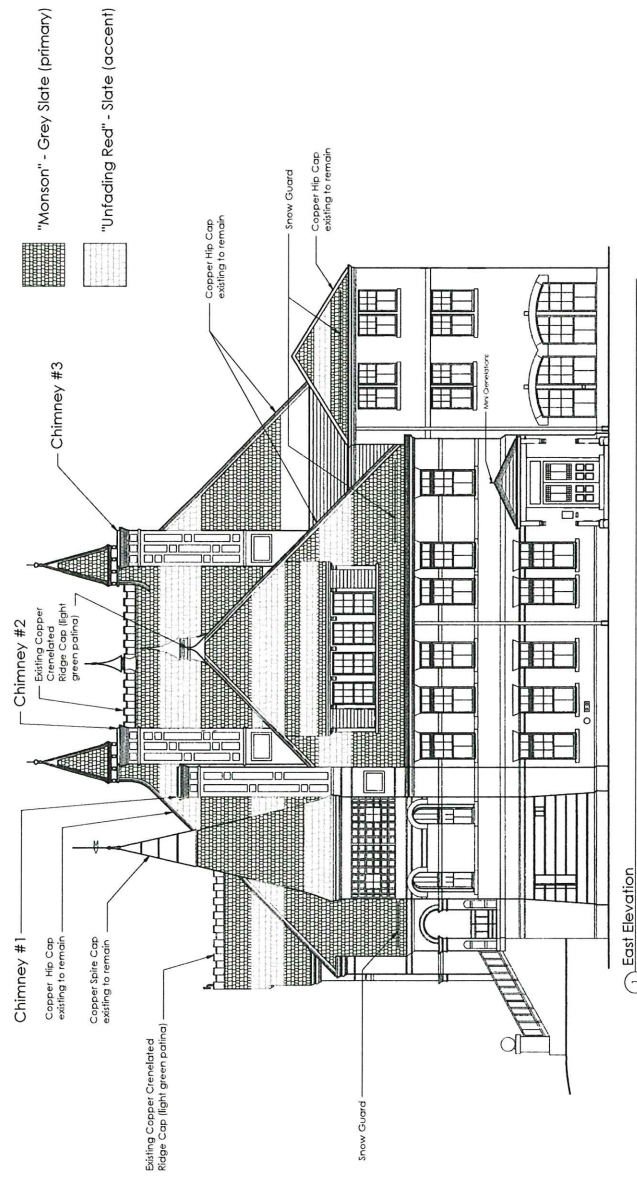 "Monson" - Grey Slate (primary)
"Unfading Red" - Slate (accent)
Chimney #1
Copper Hip Cap
existing to remain
Copper Spire Cap
existing to remain
Existing Copper Crenelated
Ridge Cap (light green patina)
Snow Guard
Chimney #2
Existing Copper
Crenelated
Ridge Cap (light
green patina)
Chimney #3
Copper Hip Cap
existing to remain
Snow Guard
Copper Hip Cap
existing to remain
1 East Elevation